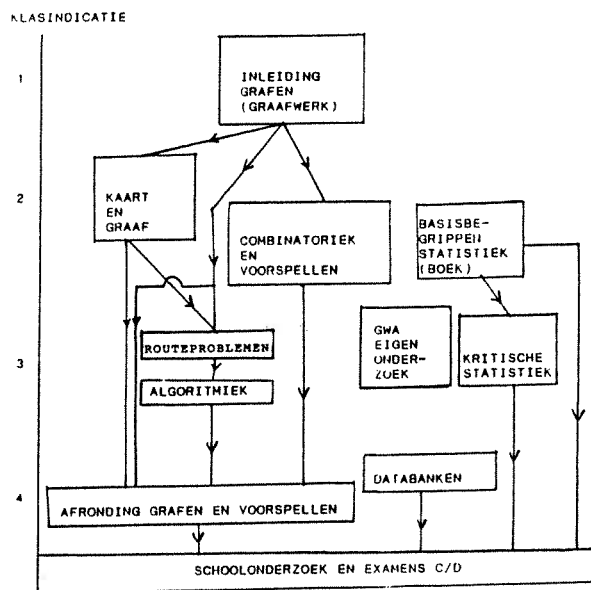 KLASINDICATIE
1
INLEIDING
GRAFEN
(GRAAFWERK)
2
KAART
EN
GRAAF
COMBINATORIEK
EN
VOORSPELLEN
BASISBE-
GRIPPEN
STATISTIEK
(BOEK)
3
ROUTEPROBLEMEN
ALGORITMIEK
GWA
EIGEN
ONDER-
ZOEK
KRITISCHE
STATISTIEK
4
AFRONDING GRAFEN EN VOORSPELLEN
DATABANKEN
SCHOOLONDERZOEK EN EXAMENS C/D